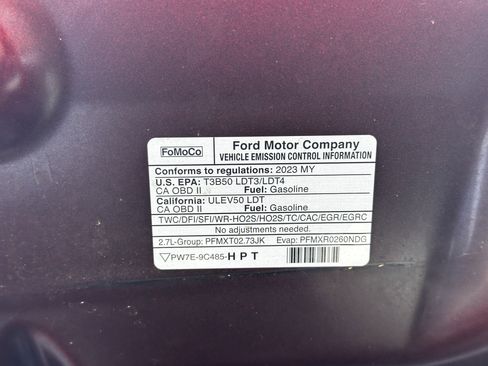 FoMoCo
Ford Motor Company
VEHICLE EMISSION CONTROL INFORMATION
Conforms to regulations: 2023 MY
U.S. EPA: T3B50 LDT3/LDT4
CA OBD II Fuel: Gasoline
California: ULEV50 LDT
CA OBD II Fuel: Gasoline
TWC/DFI/SFI/WR-HO2S/HO2S/TC/CAC/EGR/EGRC
No adjustments needed.
2.7L-Group: PFMXT02.73JK Evap: PFMXR0260NDG
PW7E-9C485-HPT